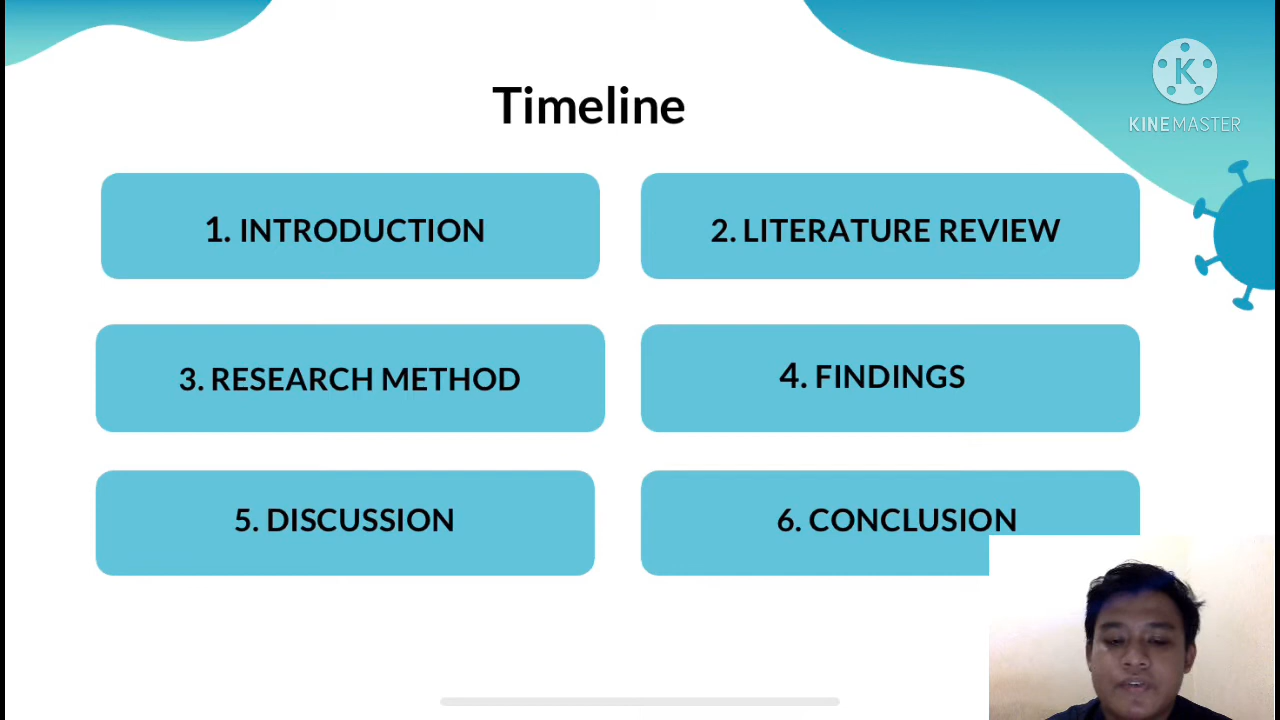 Timeline
K
KINEMASTER
1. INTRODUCTION
2. LITERATURE REVIEW
3. RESEARCH METHOD
4. FINDINGS
5. DISCUSSION
6. CONCLUSION